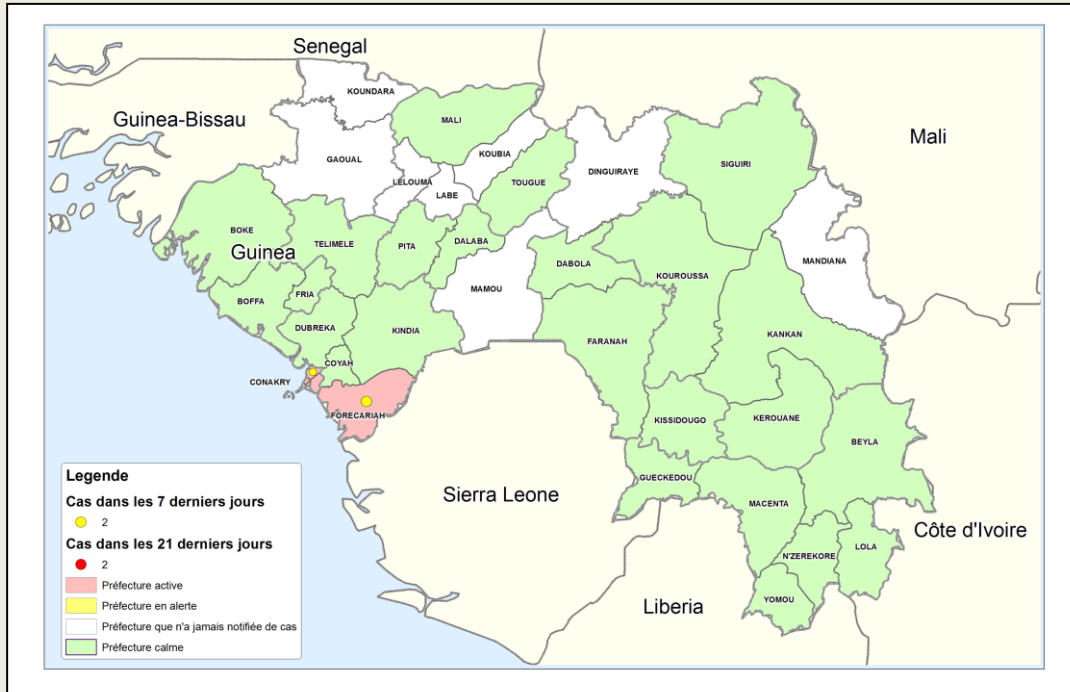 Senegal
KOUNDARA
Guinea-Bissau
MALI
Mali
GAOUAL
KOUBIA
SIGUIRI
LELOUMA
DINGUIRAYE
TOUGUE
LABE
BOKE
Guinea
TELIMELE
PITA
DALABA
MANDIANA
DABOLA
KOUROUSSA
MAMOU
FRIA
BOFFA
DUBREKA
KINDIA
KANKAN
FARANAH
COYAH
CONAKRY
FORECARIAH
KISSIDOUGO
KEROUANE
BEYLA
GUECKEDOU
Sierra Leone
MACENTA
Côte d'Ivoire
N'ZEREKORE
LOLA
YOMOU
Liberia
Legende
Cas dans les 7 derniers jours
2
Cas dans les 21 derniers jours
2
Préfecture active
Préfecture en alerte
Préfecture que n'a jamais notifiée de cas
Préfecture calme